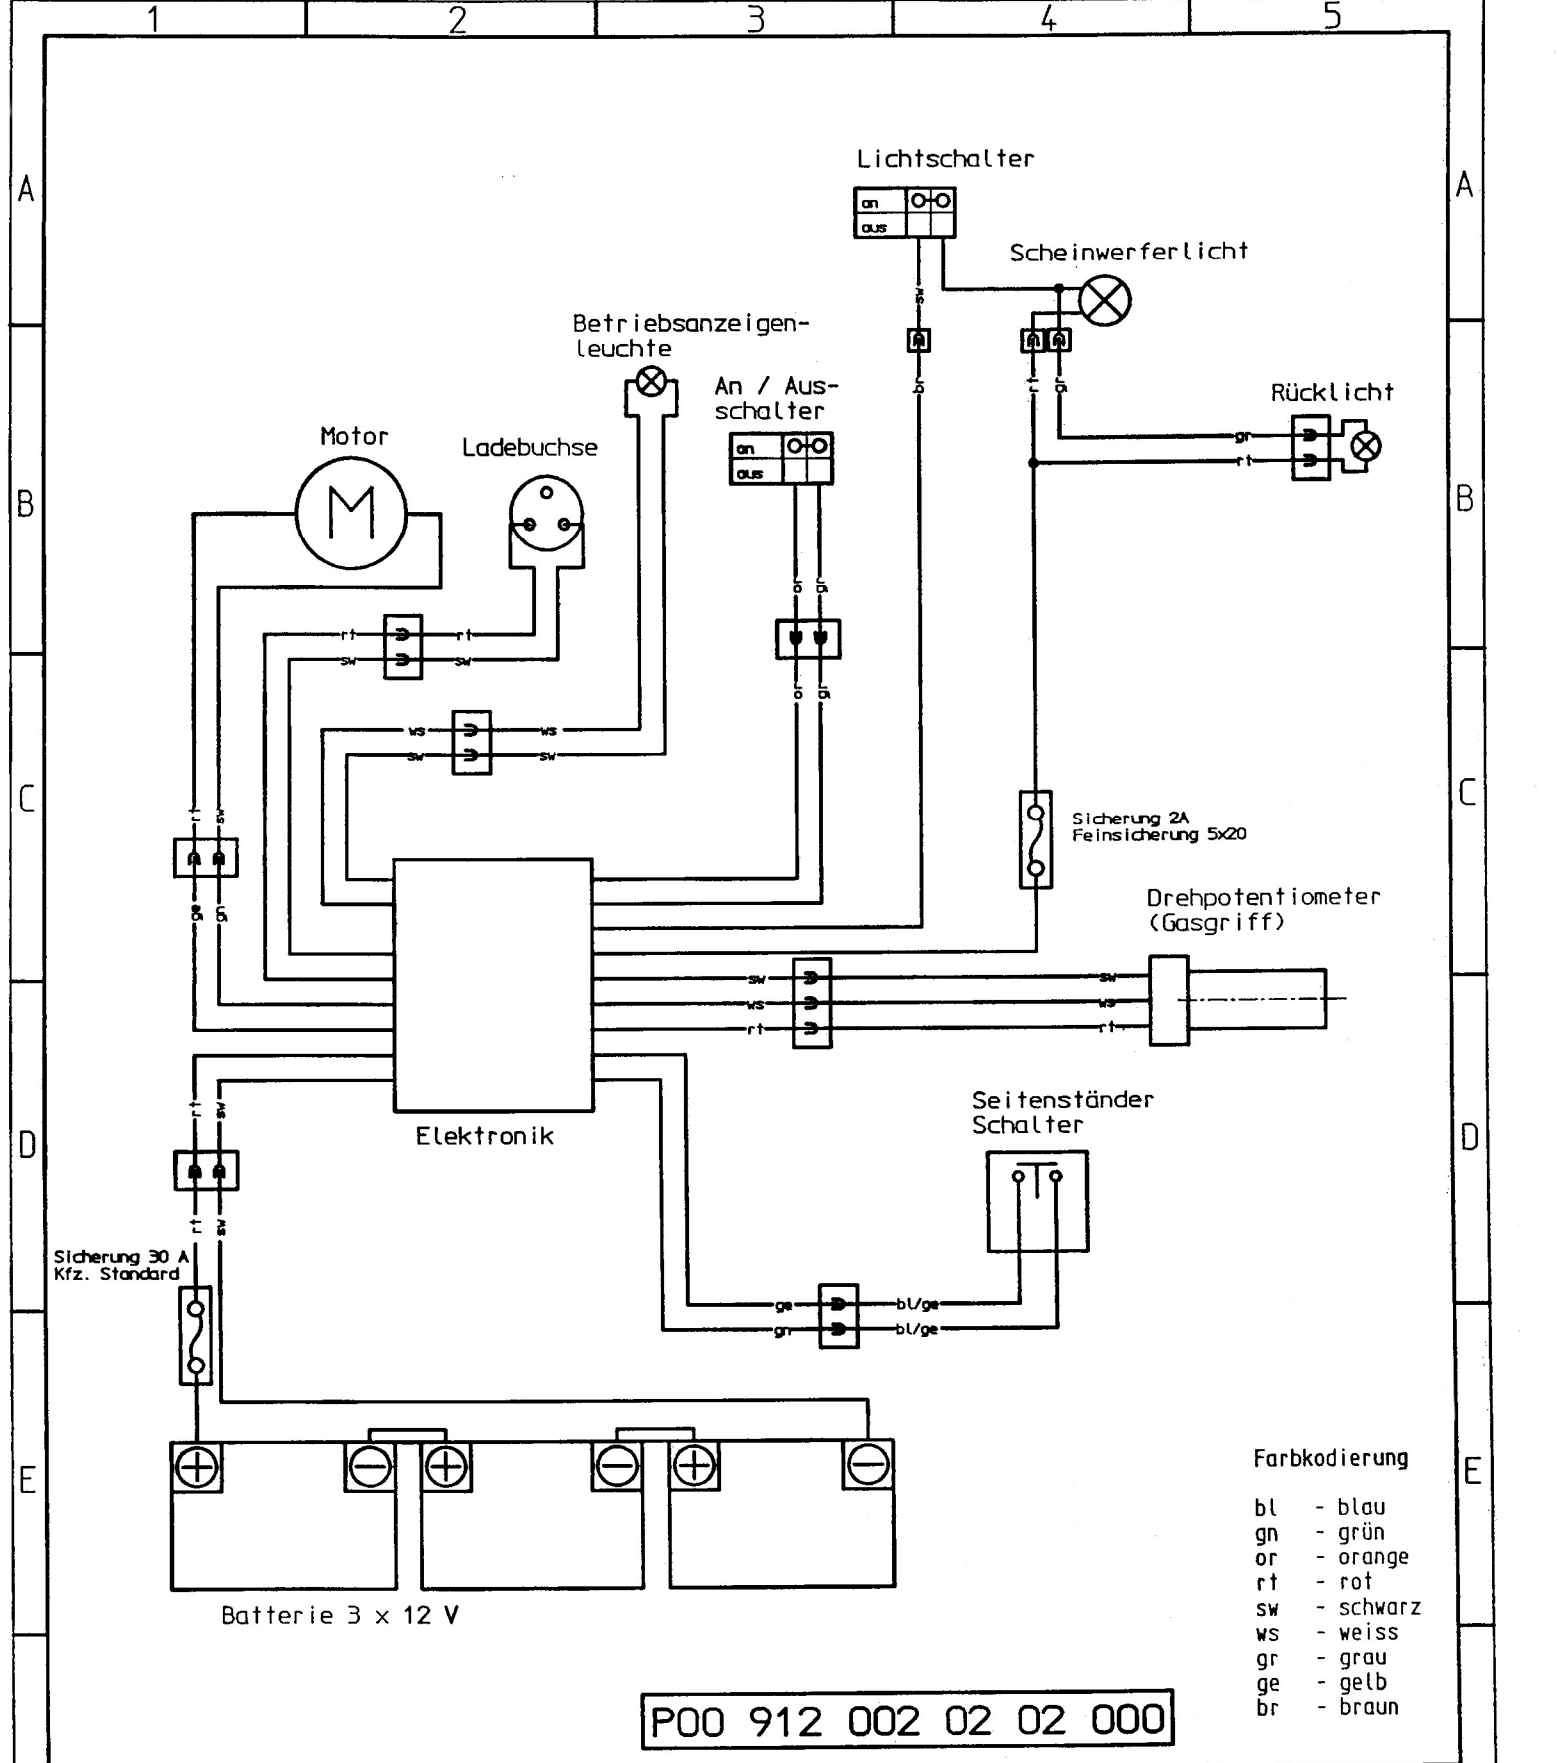 1 2 3 4 5
A A
Lichtschalter
an
aus
Scheinwerferlicht
sw
Betriebsanzeigen-
leuchte
br rt gr
An / Aus-
schalter
Rücklicht
Motor
Ladebuchse
an
aus
gr
rt
B B
M
or gr
rt rt
sw sw
or gr
ws ws
sw sw
C C
rt sw
Sicherung 2A
Feinsicherung 5x20
ge gn
Drehpotentiometer
(Gasgriff)
sw sw
ws ws
rt rt
rt sw
Seitenständer
Schalter
Elektronik
D D
rt sw
Sicherung 30 A
Kfz. Standard
ge bl/ge
gn bl/ge
E E
Farbkodierung
bl - blau
gn - grün
or - orange
rt - rot
sw - schwarz
ws - weiss
gr - grau
ge - gelb
br - braun
Batterie 3 x 12 V
P00 912 002 02 02 000